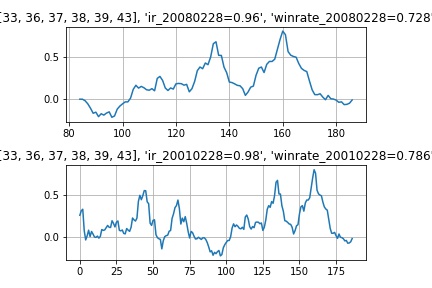 [33, 36, 37, 38, 39, 43], 'ir_20080228=0.96', 'winrate_20080228=0.728'
0.5
0.0
80 100 120 140 160 180
[33, 36, 37, 38, 39, 43], 'ir_20010228=0.98', 'winrate_20010228=0.786'
0.5
0.0
0 25 50 75 100 125 150 175